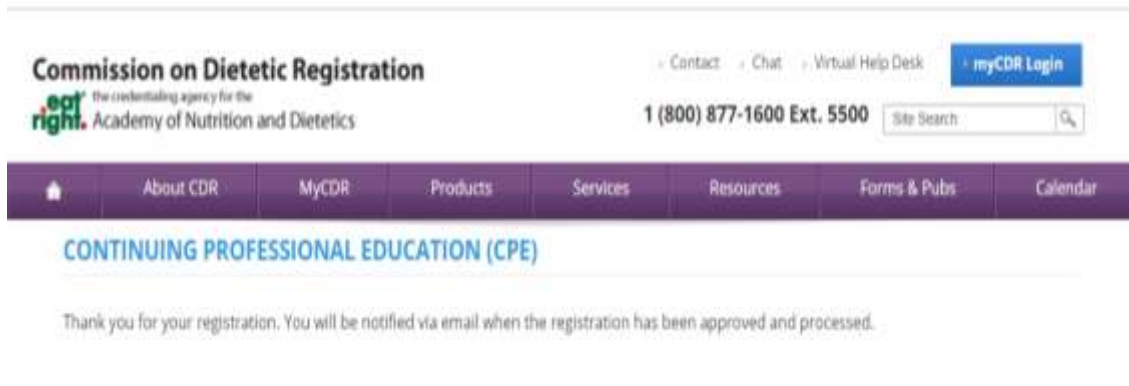 Commission on Dietetic Registration
eat right. the credentialing agency for the
Academy of Nutrition and Dietetics
Contact Chat Virtual Help Desk myCDR Login
1 (800) 877-1600 Ext. 5500 Site Search
About CDR MyCDR Products Services Resources Forms & Pubs Calendar
CONTINUING PROFESSIONAL EDUCATION (CPE)
Thank you for your registration. You will be notified via email when the registration has been approved and processed.